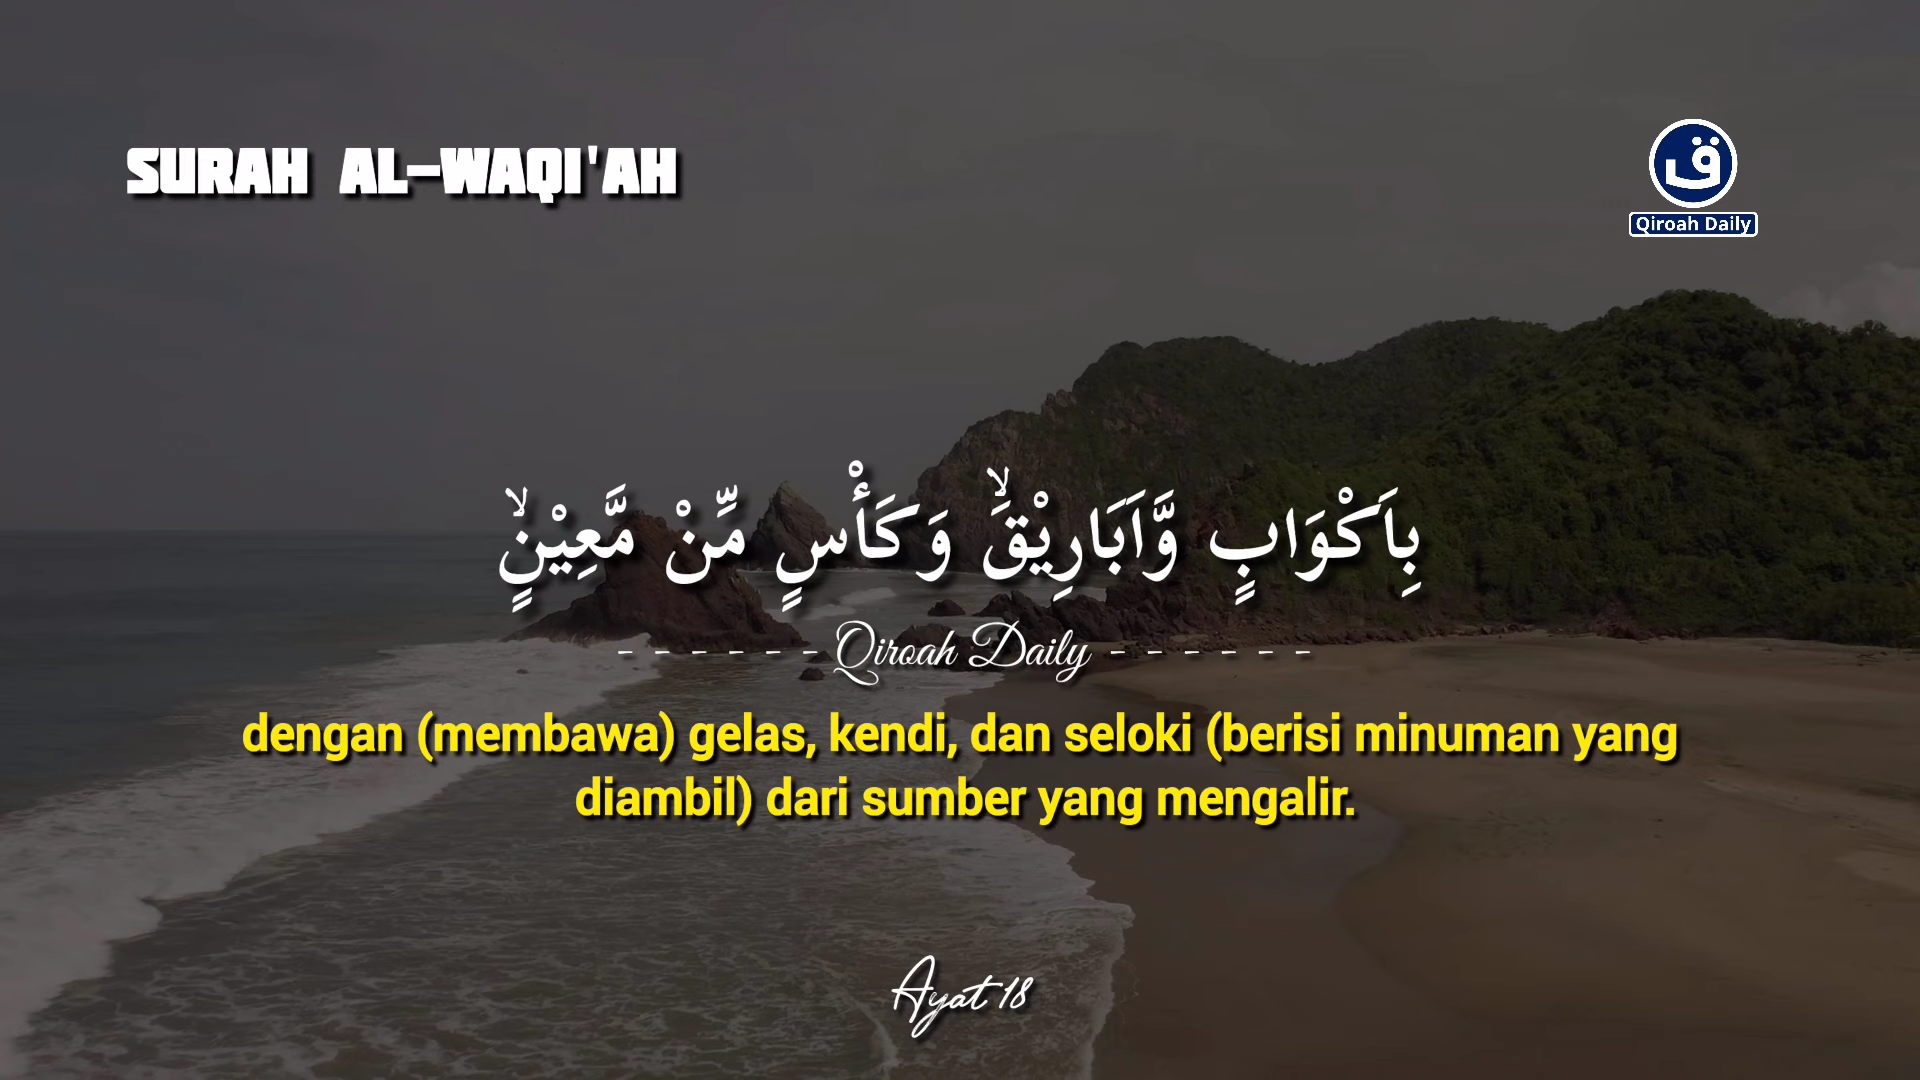 SURAH AL-WAQI'AH
ق
Qiroah Daily
بِاَكْوَابٍ وَّاَبَارِيْقَۙ وَكَأْسٍ مِّنْ مَّعِيْنٍۙ
- - - - - - Qiroah Daily - - - - - -
dengan (membawa) gelas, kendi, dan seloki (berisi minuman yang
diambil) dari sumber yang mengalir.
Ayat 18